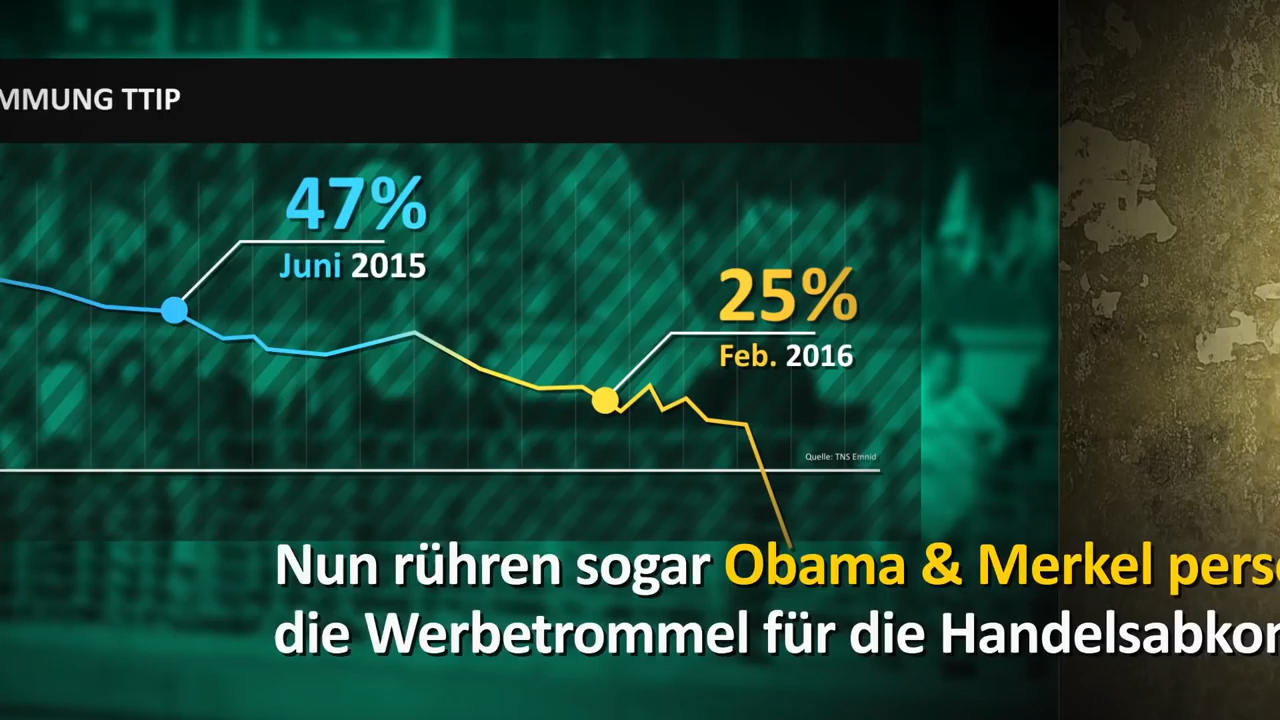 MMUNG TTIP
47%
Juni 2015
25%
Feb. 2016
Quelle: TNS Emnid
Nun rühren sogar Obama & Merkel pers
die Werbetrommel für die Handelsabko